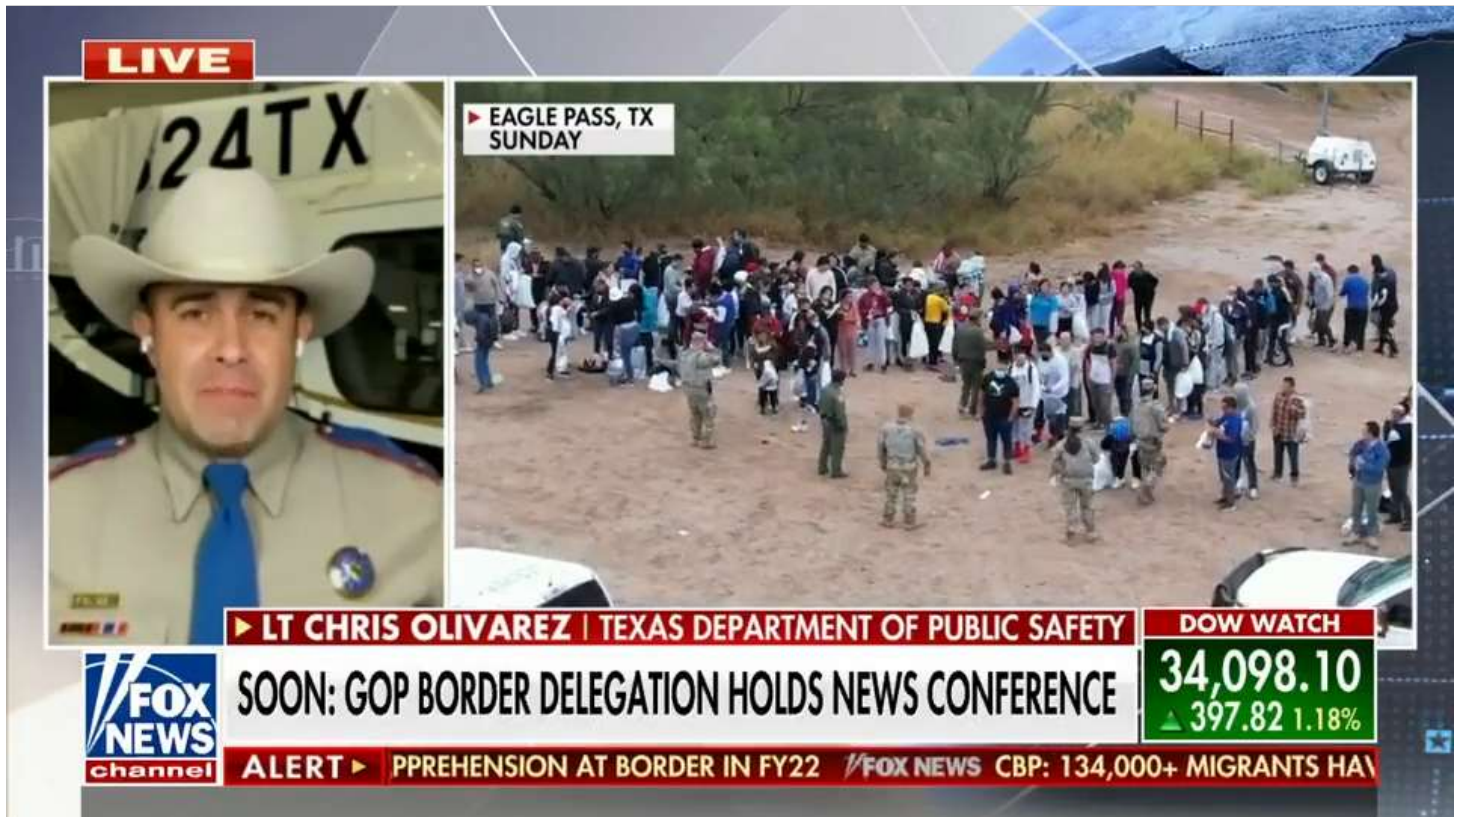 LIVE
24TX
EAGLE PASS, TX
SUNDAY
LT CHRIS OLIVAREZ | TEXAS DEPARTMENT OF PUBLIC SAFETY
DOW WATCH
SOON: GOP BORDER DELEGATION HOLDS NEWS CONFERENCE
34,098.10
397.82 1.18%
FOX
NEWS
channel
ALERT PPREHENSION AT BORDER IN FY22 FOX NEWS CBP: 134,000+ MIGRANTS HAV